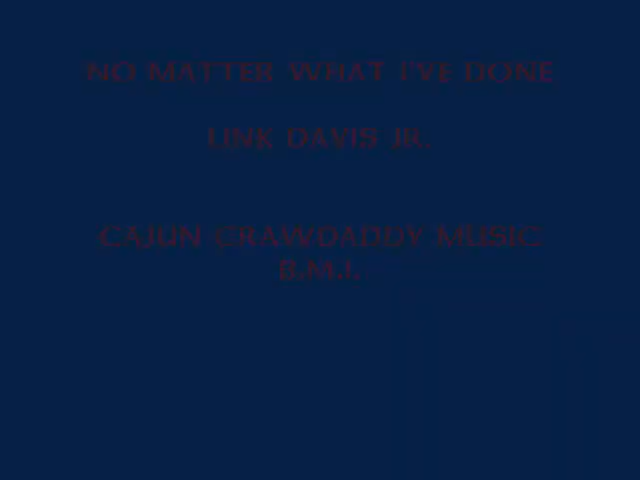 NO MATTER WHAT I'VE DONE
LINK DAVIS JR.
CAJUN CRAWDADDY MUSIC
B.M.I.